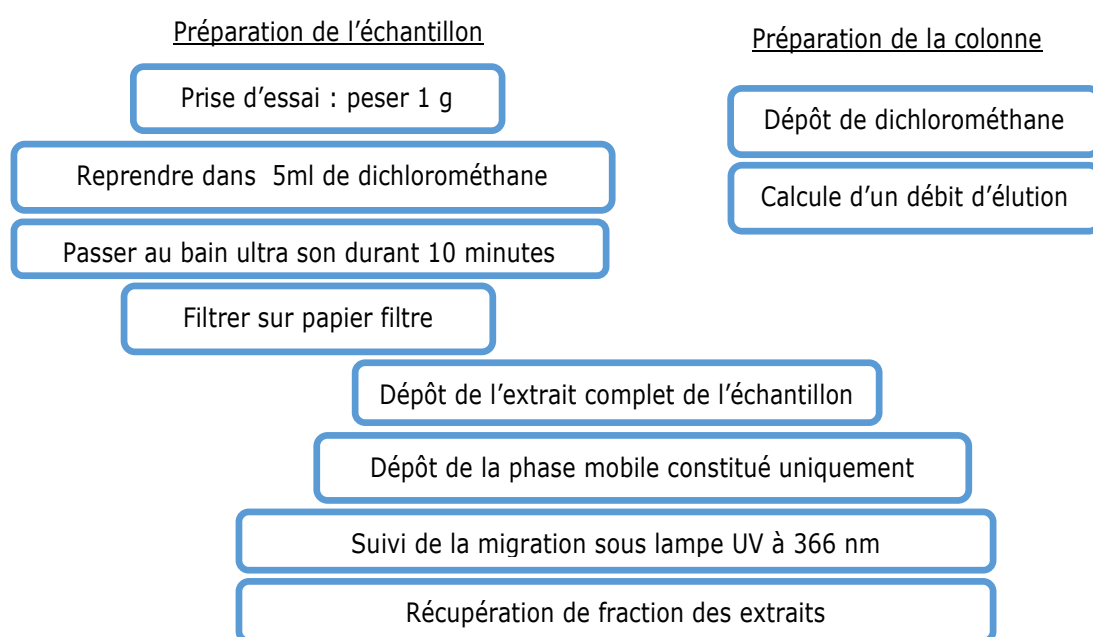 Préparation de l’échantillon
Prise d’essai : peser 1 g
Reprendre dans 5ml de dichlorométhane
Passer au bain ultra son durant 10 minutes
Filtrer sur papier filtre
Préparation de la colonne
Dépôt de dichlorométhane
Calcule d’un débit d’élution
Dépôt de l’extrait complet de l’échantillon
Dépôt de la phase mobile constitué uniquement
Suivi de la migration sous lampe UV à 366 nm
Récupération de fraction des extraits